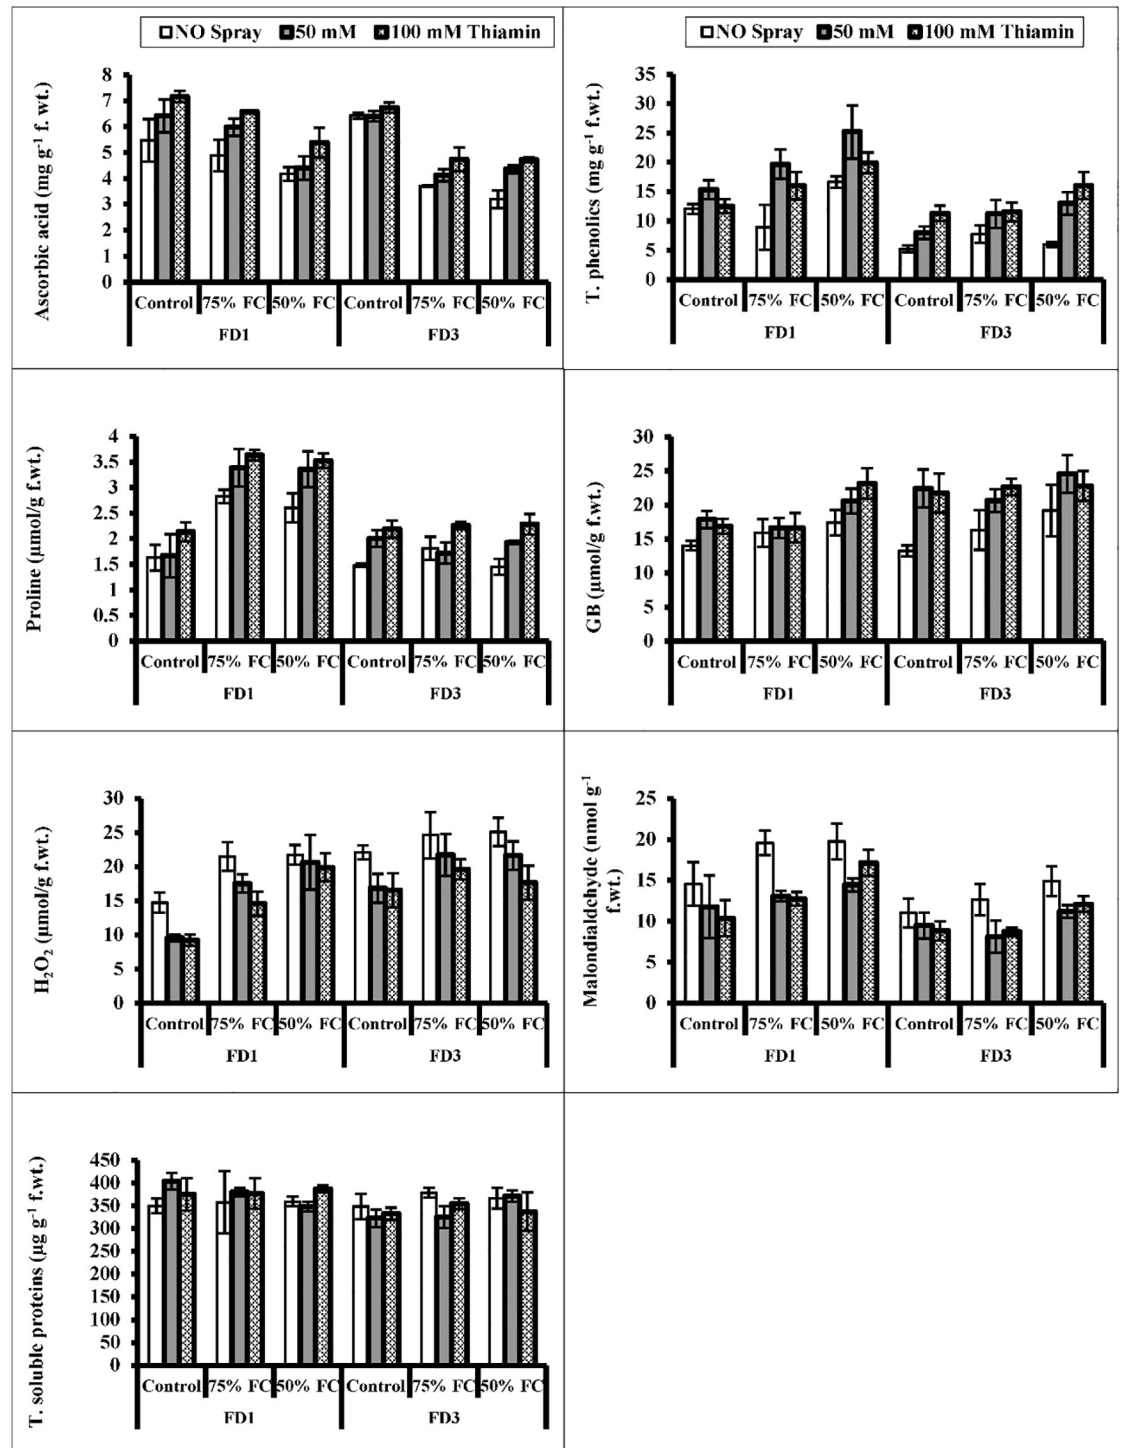 NO Spray 50 mM 100 mM Thiamin
Ascorbic acid (mg g⁻¹ f. wt.)
8
7
6
5
4
3
2
1
0
Control 75% FC 50% FC Control 75% FC 50% FC
FD1 FD3
NO Spray 50 mM 100 mM Thiamin
T. phenolics (mg g⁻¹ f.wt.)
35
30
25
20
15
10
5
0
Control 75% FC 50% FC Control 75% FC 50% FC
FD1 FD3
Proline (µmol/g f.wt.)
4
3.5
3
2.5
2
1.5
1
0.5
0
Control 75% FC 50% FC Control 75% FC 50% FC
FD1 FD3
GB (µmol/g f.wt.)
30
25
20
15
10
5
0
Control 75% FC 50% FC Control 75% FC 50% FC
FD1 FD3
H₂O₂ (µmol/g f.wt.)
30
25
20
15
10
5
0
Control 75% FC 50% FC Control 75% FC 50% FC
FD1 FD3
Malondialdehyde (nmol g⁻¹
f.wt.)
25
20
15
10
5
0
Control 75% FC 50% FC Control 75% FC 50% FC
FD1 FD3
T. soluble proteins (µg g⁻¹ f.wt.)
450
400
350
300
250
200
150
100
50
0
Control 75% FC 50% FC Control 75% FC 50% FC
FD1 FD3